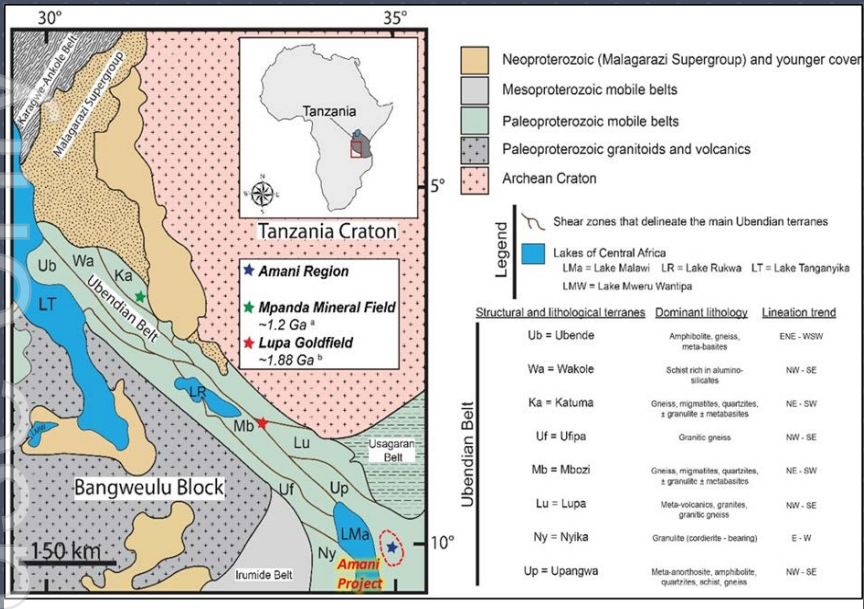 30°
35°
Karagwe-Ankole Belt
Malagarazi Supergroup
Tanzania
5°
Tanzania Craton
Ub
Wa
Ka
Ubendian Belt
LT
Amani Region
Mpanda Mineral Field
~1.2 Ga ª
Lupa Goldfield
~1.88 Ga ᵇ
LR
Mb
Lu
LMW
Usagaran
Belt
Bangweulu Block
Uf
Up
10°
LMa
Ny
150 km
Irumide Belt
Amani
Project
Neoproterozoic (Malagarazi Supergroup) and younger cover
Mesoproterozoic mobile belts
Paleoproterozoic mobile belts
Paleoproterozoic granitoids and volcanics
Archean Craton
Legend
Shear zones that delineate the main Ubendian terranes
Lakes of Central Africa
LMa = Lake Malawi LR = Lake Rukwa LT = Lake Tanganyika
LMW = Lake Mweru Wantipa
Ubendian Belt
Structural and lithological terranes Dominant lithology Lineation trend
Ub = Ubende Amphibolite, gneiss, ENE - WSW
meta-basites
Wa = Wakole Schist rich in alumino- NW - SE
silicates
Ka = Katuma Gneiss, migmatites, quartzites, NE - SW
± granulite ± metabasites
Uf = Ufipa Granitic gneiss NW - SE
Mb = Mbozi Gneiss, migmatites, quartzites, NE - SW
± granulite ± metabasites
Lu = Lupa Meta-volcanics, granites, NW - SE
granitic gneiss
Ny = Nyika Granulite (cordierite - bearing) E - W
Up = Upangwa Meta-anorthosite, amphibolite, NW - SE
quartzites, schist, gneiss